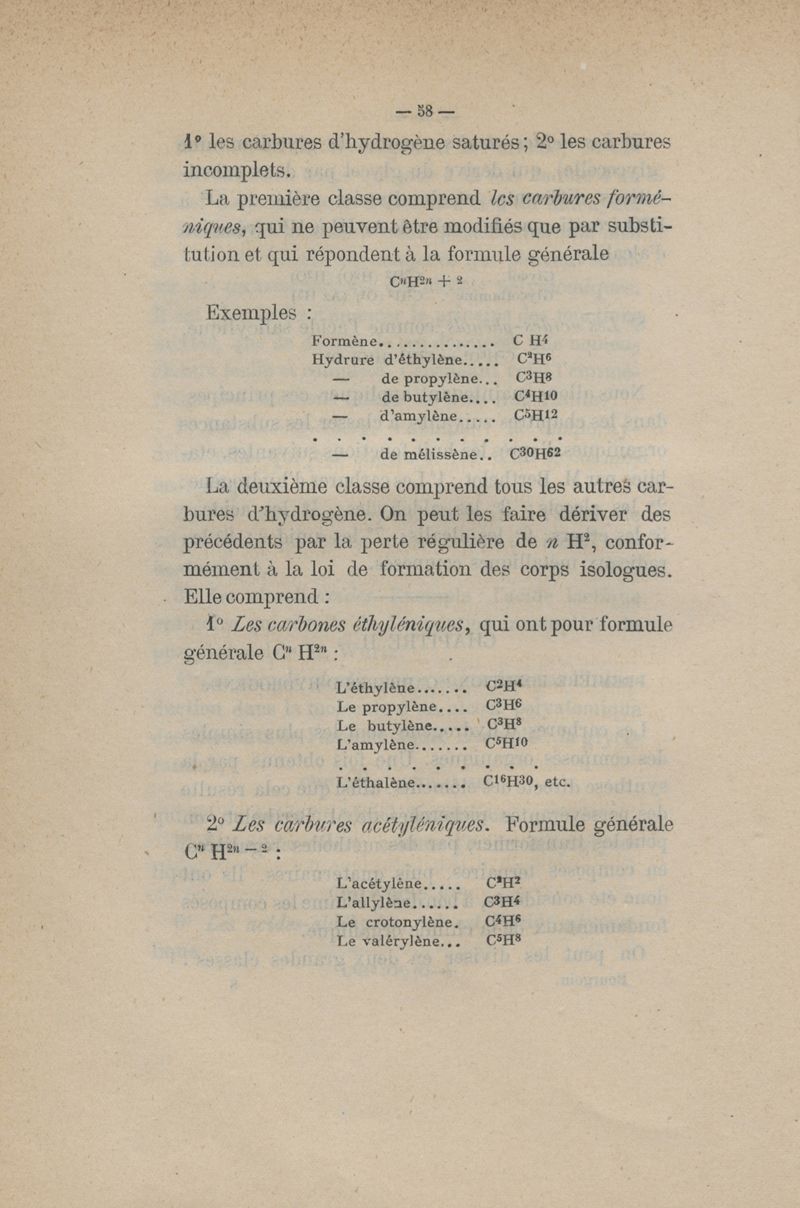 — 58 —
1º les carbures d'hydrogène saturés; 2º les carbures
incomplets.
La première classe comprend les carbures formé-
niques, qui ne peuvent être modifiés que par substi-
tution et qui répondent à la formule générale
CⁿH²ⁿ + ²
Exemples :
Formène............... C H⁴
Hydrure d'éthylène..... C²H⁶
— de propylène... C³H⁸
— de butylène.... C⁴H¹⁰
— d'amylène..... C⁵H¹²
. . . . . . . . . . .
— de mélissène.. C³⁰H⁶²
La deuxième classe comprend tous les autres car-
bures d'hydrogène. On peut les faire dériver des
précédents par la perte régulière de n H², confor-
mément à la loi de formation des corps isologues.
Elle comprend :
1º Les carbones éthyléniques, qui ont pour formule
générale Cⁿ H²ⁿ :
L'éthylène....... C²H⁴
Le propylène.... C³H⁶
Le butylène..... C³H⁸
L'amylène....... C⁵H¹⁰
. . . . . . . . .
L'éthalène....... C¹⁶H³⁰, etc.
2º Les carbures acétyléniques. Formule générale
Cⁿ H²ⁿ ⁻ ² :
L'acétylène..... C²H²
L'allylène...... C³H⁴
Le crotonylène. C⁴H⁶
Le valérylène... C⁵H⁸